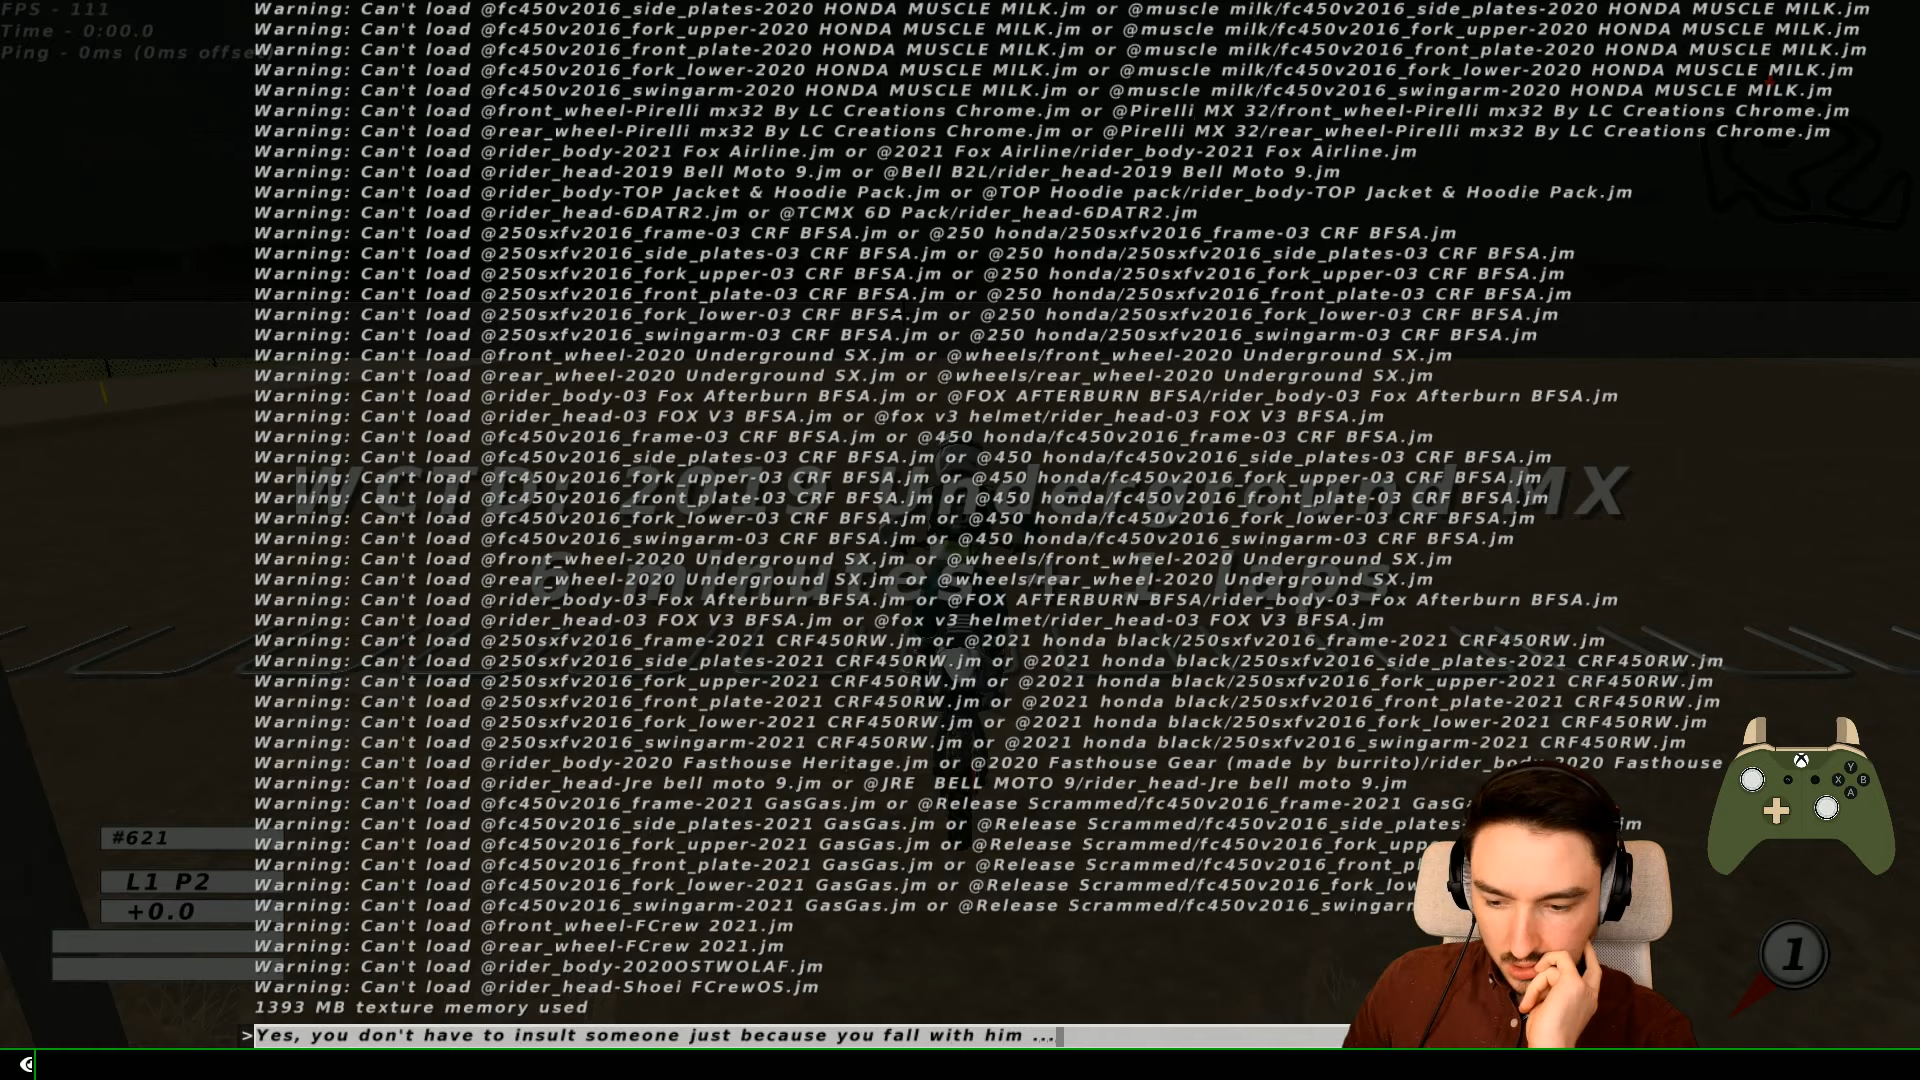 FPS - 111
Time - 0:00.0
Ping - 0ms (0ms offset)
Warning: Can't load @fc450v2016_side_plates-2020 HONDA MUSCLE MILK.jm or @muscle milk/fc450v2016_side_plates-2020 HONDA MUSCLE MILK.jm
Warning: Can't load @fc450v2016_fork_upper-2020 HONDA MUSCLE MILK.jm or @muscle milk/fc450v2016_fork_upper-2020 HONDA MUSCLE MILK.jm
Warning: Can't load @fc450v2016_front_plate-2020 HONDA MUSCLE MILK.jm or @muscle milk/fc450v2016_front_plate-2020 HONDA MUSCLE MILK.jm
Warning: Can't load @fc450v2016_fork_lower-2020 HONDA MUSCLE MILK.jm or @muscle milk/fc450v2016_fork_lower-2020 HONDA MUSCLE MILK.jm
Warning: Can't load @fc450v2016_swingarm-2020 HONDA MUSCLE MILK.jm or @muscle milk/fc450v2016_swingarm-2020 HONDA MUSCLE MILK.jm
Warning: Can't load @front_wheel-Pirelli mx32 By LC Creations Chrome.jm or @Pirelli MX 32/front_wheel-Pirelli mx32 By LC Creations Chrome.jm
Warning: Can't load @rear_wheel-Pirelli mx32 By LC Creations Chrome.jm or @Pirelli MX 32/rear_wheel-Pirelli mx32 By LC Creations Chrome.jm
Warning: Can't load @rider_body-2021 Fox Airline.jm or @2021 Fox Airline/rider_body-2021 Fox Airline.jm
Warning: Can't load @rider_head-2019 Bell Moto 9.jm or @Bell B2L/rider_head-2019 Bell Moto 9.jm
Warning: Can't load @rider_body-TOP Jacket & Hoodie Pack.jm or @TOP Hoodie pack/rider_body-TOP Jacket & Hoodie Pack.jm
Warning: Can't load @rider_head-6DATR2.jm or @TCMX 6D Pack/rider_head-6DATR2.jm
Warning: Can't load @250sxfv2016_frame-03 CRF BFSA.jm or @250 honda/250sxfv2016_frame-03 CRF BFSA.jm
Warning: Can't load @250sxfv2016_side_plates-03 CRF BFSA.jm or @250 honda/250sxfv2016_side_plates-03 CRF BFSA.jm
Warning: Can't load @250sxfv2016_fork_upper-03 CRF BFSA.jm or @250 honda/250sxfv2016_fork_upper-03 CRF BFSA.jm
Warning: Can't load @250sxfv2016_front_plate-03 CRF BFSA.jm or @250 honda/250sxfv2016_front_plate-03 CRF BFSA.jm
Warning: Can't load @250sxfv2016_fork_lower-03 CRF BFSA.jm or @250 honda/250sxfv2016_fork_lower-03 CRF BFSA.jm
Warning: Can't load @250sxfv2016_swingarm-03 CRF BFSA.jm or @250 honda/250sxfv2016_swingarm-03 CRF BFSA.jm
Warning: Can't load @front_wheel-2020 Underground SX.jm or @wheels/front_wheel-2020 Underground SX.jm
Warning: Can't load @rear_wheel-2020 Underground SX.jm or @wheels/rear_wheel-2020 Underground SX.jm
Warning: Can't load @rider_body-03 Fox Afterburn BFSA.jm or @FOX AFTERBURN BFSA/rider_body-03 Fox Afterburn BFSA.jm
Warning: Can't load @rider_head-03 FOX V3 BFSA.jm or @fox v3 helmet/rider_head-03 FOX V3 BFSA.jm
Warning: Can't load @fc450v2016_frame-03 CRF BFSA.jm or @450 honda/fc450v2016_frame-03 CRF BFSA.jm
Warning: Can't load @fc450v2016_side_plates-03 CRF BFSA.jm or @450 honda/fc450v2016_side_plates-03 CRF BFSA.jm
Warning: Can't load @fc450v2016_fork_upper-03 CRF BFSA.jm or @450 honda/fc450v2016_fork_upper-03 CRF BFSA.jm
WCTD: 2019 Underground MX
Warning: Can't load @fc450v2016_front_plate-03 CRF BFSA.jm or @450 honda/fc450v2016_front_plate-03 CRF BFSA.jm
Warning: Can't load @fc450v2016_fork_lower-03 CRF BFSA.jm or @450 honda/fc450v2016_fork_lower-03 CRF BFSA.jm
Warning: Can't load @fc450v2016_swingarm-03 CRF BFSA.jm or @450 honda/fc450v2016_swingarm-03 CRF BFSA.jm
Warning: Can't load @front_wheel-2020 Underground SX.jm or @wheels/front_wheel-2020 Underground SX.jm
6 minutes + 1 laps
Warning: Can't load @rear_wheel-2020 Underground SX.jm or @wheels/rear_wheel-2020 Underground SX.jm
Warning: Can't load @rider_body-03 Fox Afterburn BFSA.jm or @FOX AFTERBURN BFSA/rider_body-03 Fox Afterburn BFSA.jm
Warning: Can't load @rider_head-03 FOX V3 BFSA.jm or @fox v3 helmet/rider_head-03 FOX V3 BFSA.jm
Warning: Can't load @250sxfv2016_frame-2021 CRF450RW.jm or @2021 honda black/250sxfv2016_frame-2021 CRF450RW.jm
Warning: Can't load @250sxfv2016_side_plates-2021 CRF450RW.jm or @2021 honda black/250sxfv2016_side_plates-2021 CRF450RW.jm
Warning: Can't load @250sxfv2016_fork_upper-2021 CRF450RW.jm or @2021 honda black/250sxfv2016_fork_upper-2021 CRF450RW.jm
Warning: Can't load @250sxfv2016_front_plate-2021 CRF450RW.jm or @2021 honda black/250sxfv2016_front_plate-2021 CRF450RW.jm
Warning: Can't load @250sxfv2016_fork_lower-2021 CRF450RW.jm or @2021 honda black/250sxfv2016_fork_lower-2021 CRF450RW.jm
Warning: Can't load @250sxfv2016_swingarm-2021 CRF450RW.jm or @2021 honda black/250sxfv2016_swingarm-2021 CRF450RW.jm
Warning: Can't load @rider_body-2020 Fasthouse Heritage.jm or @2020 Fasthouse Gear (made by burrito)/rider_body-2020 Fasthouse
Warning: Can't load @rider_head-Jre bell moto 9.jm or @JRE BELL MOTO 9/rider_head-Jre bell moto 9.jm
Warning: Can't load @fc450v2016_frame-2021 GasGas.jm or @Release Scrammed/fc450v2016_frame-2021 GasG
Warning: Can't load @fc450v2016_side_plates-2021 GasGas.jm or @Release Scrammed/fc450v2016_side_plates
Warning: Can't load @fc450v2016_fork_upper-2021 GasGas.jm or @Release Scrammed/fc450v2016_fork_upp
Warning: Can't load @fc450v2016_front_plate-2021 GasGas.jm or @Release Scrammed/fc450v2016_front_pl
Warning: Can't load @fc450v2016_fork_lower-2021 GasGas.jm or @Release Scrammed/fc450v2016_fork_low
Warning: Can't load @fc450v2016_swingarm-2021 GasGas.jm or @Release Scrammed/fc450v2016_swingarm
Warning: Can't load @front_wheel-FCrew 2021.jm
Warning: Can't load @rear_wheel-FCrew 2021.jm
Warning: Can't load @rider_body-2020OSTWOLAF.jm
Warning: Can't load @rider_head-Shoei FCrewOS.jm
1393 MB texture memory used
>Yes, you don't have to insult someone just because you fall with him ...
#621
L1 P2
+0.0
Y
X B
A
1